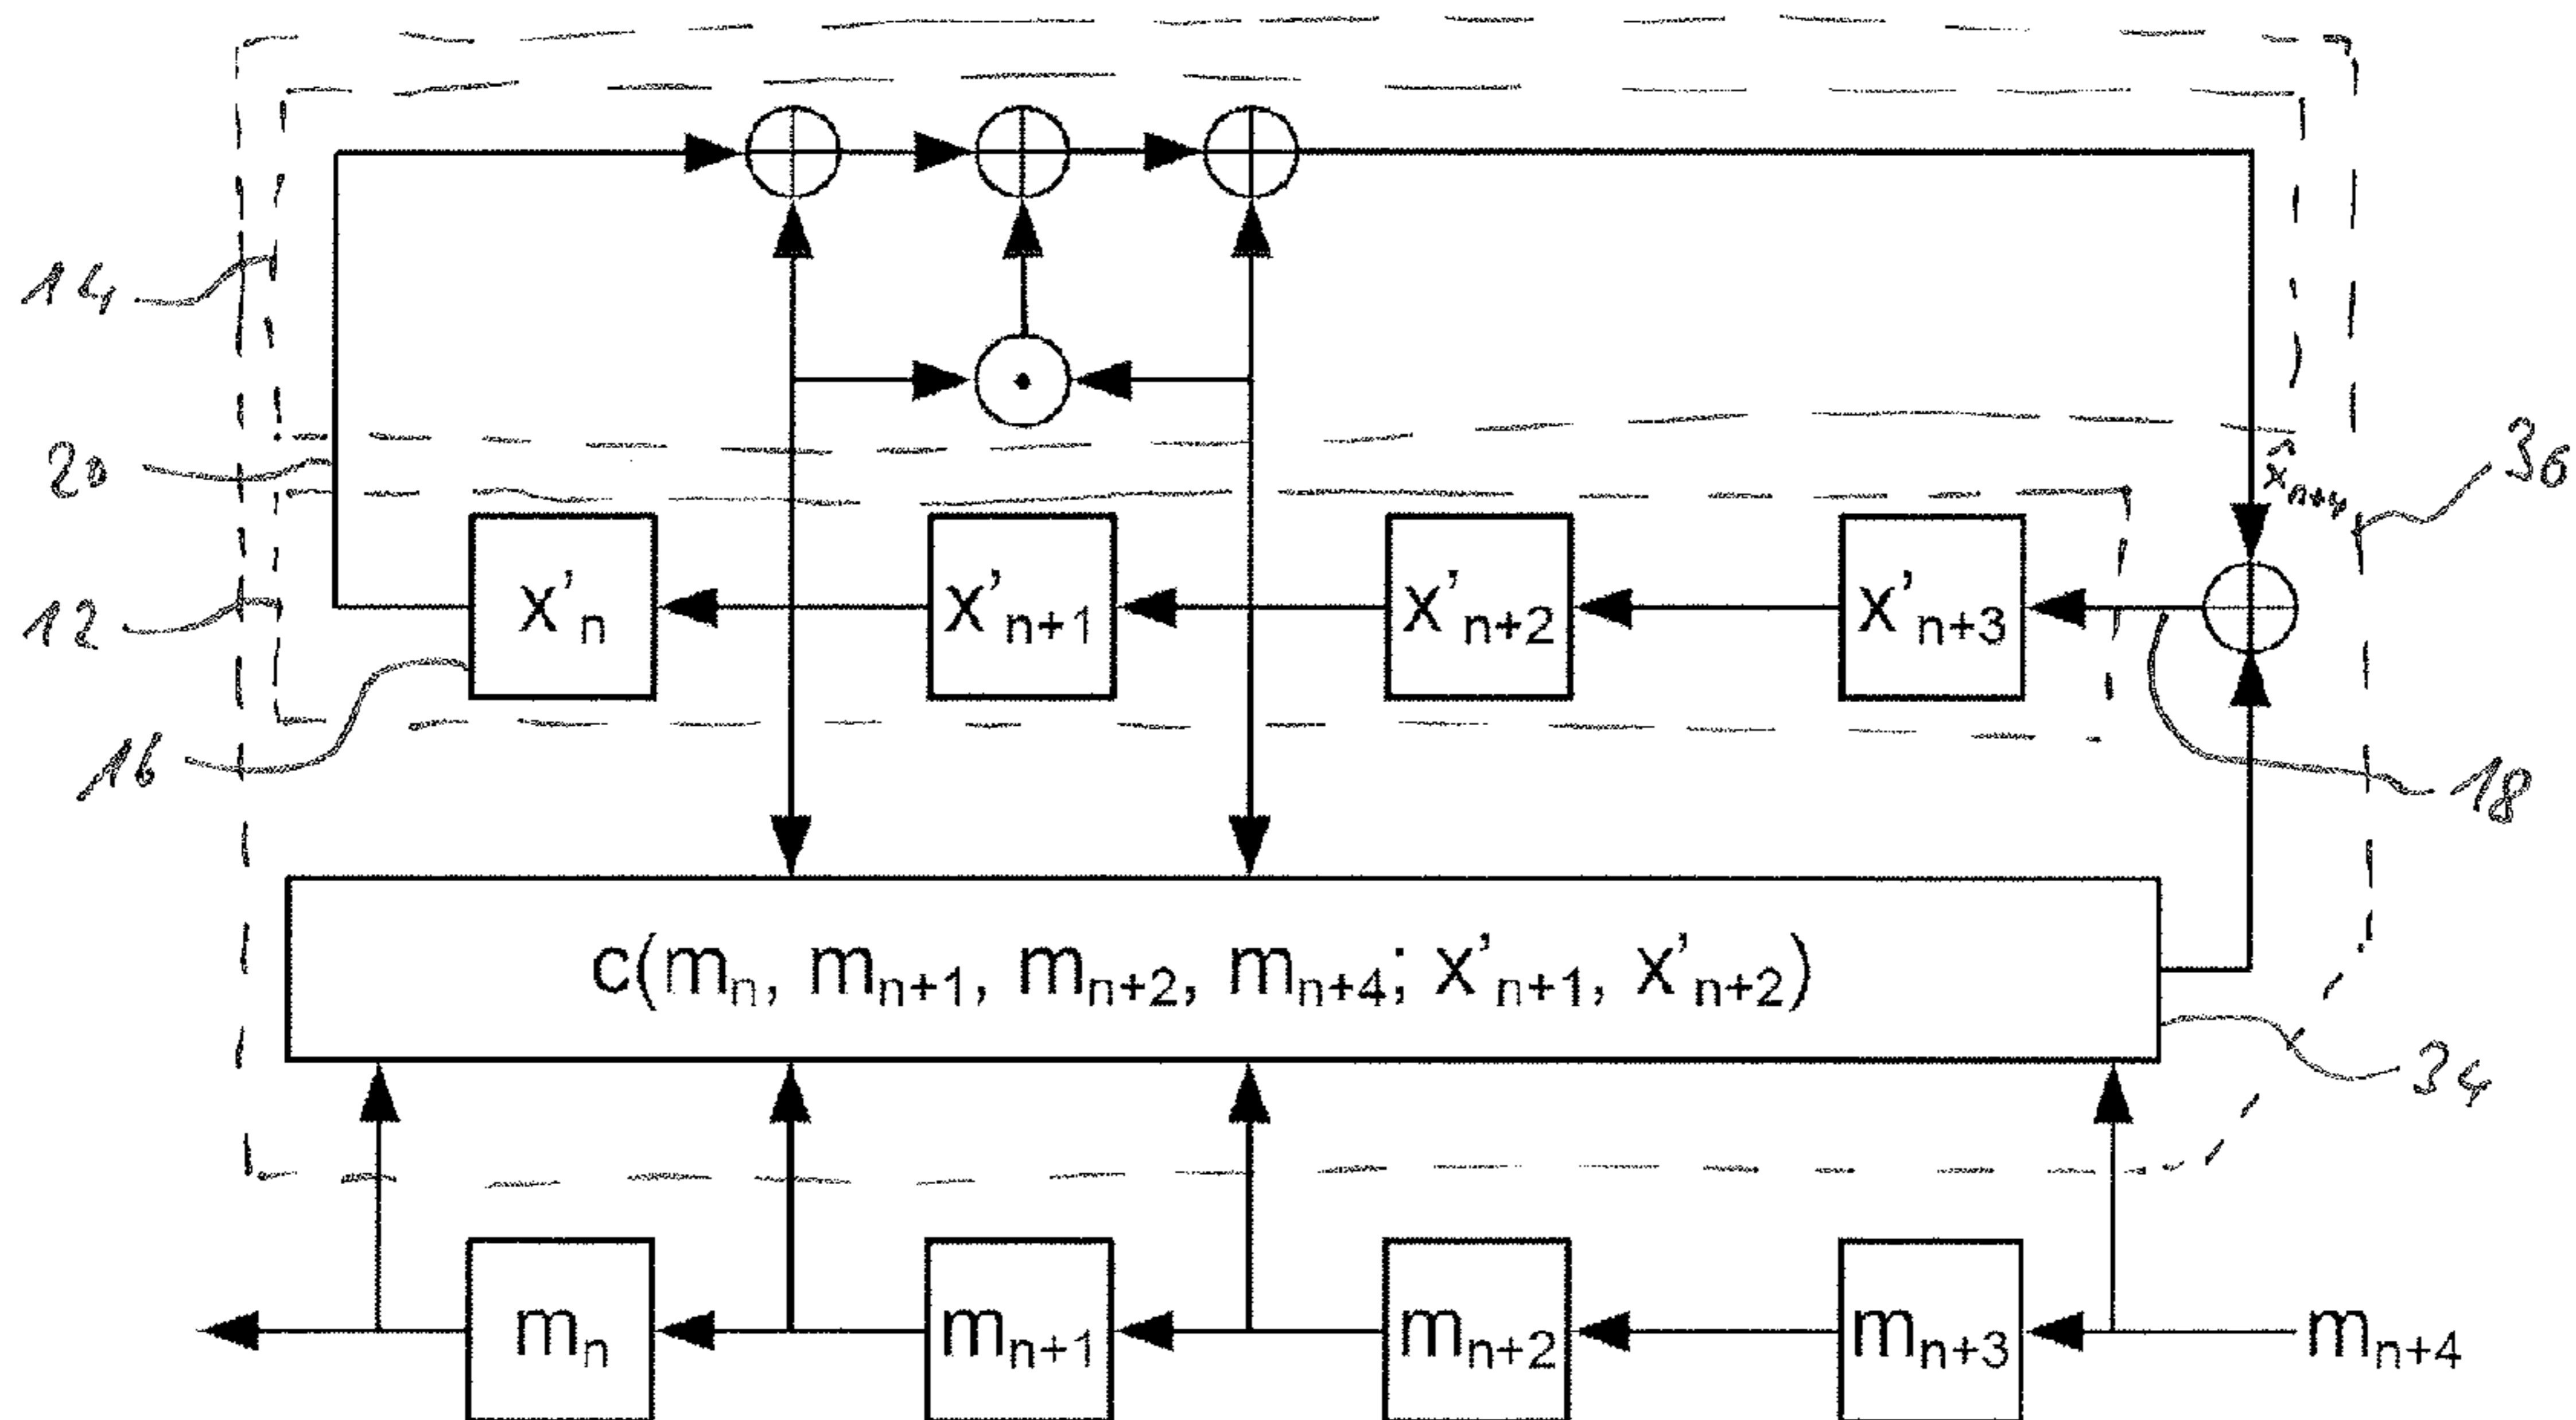 14
20
x̂n+4
36
12
x'n
x'n+1
x'n+2
x'n+3
16
18
c(mn, mn+1, mn+2, mn+4; x'n+1, x'n+2)
34
mn
mn+1
mn+2
mn+3
mn+4